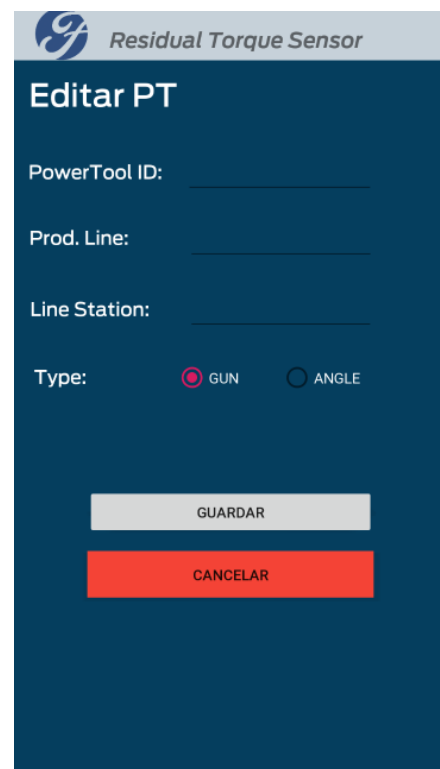 Residual Torque Sensor
Editar PT
PowerTool ID:
Prod. Line:
Line Station:
Type: GUN ANGLE
GUARDAR
CANCELAR